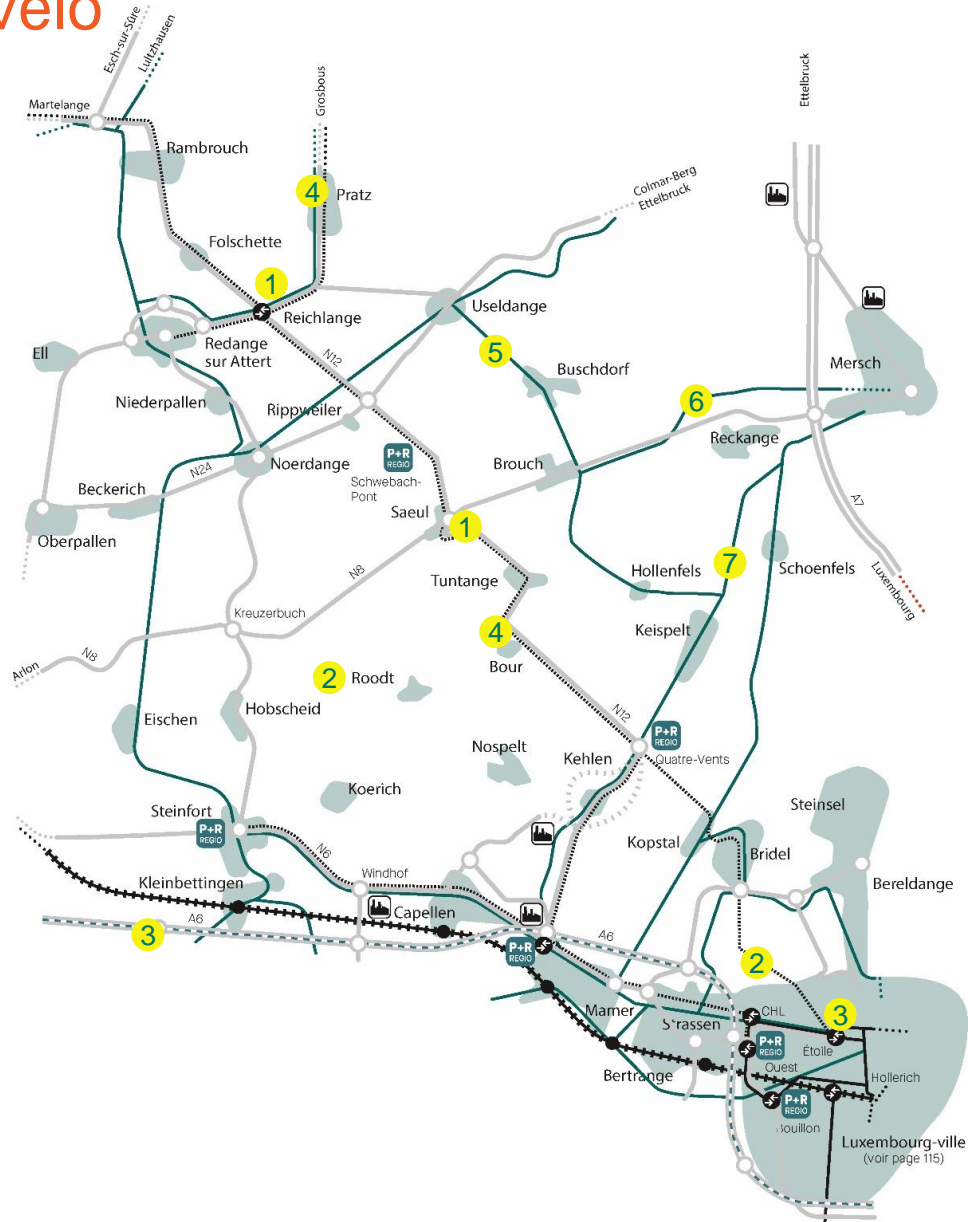 vélo
Esch-sur-Sûre
Lultzhausen
Grosbous
Ettelbruck
Martelange
Rambrouch
4
Pratz
Colmar-Berg
Ettelbruck
Folschette
1
Reichlange
Useldange
Redange
sur Attert
N12
5
Ell
Mersch
Buschdorf
Niederpallen
6
Rippweiler
Reckange
P+R
REGIO
Schwebach-
Pont
Noerdange
Brouch
N24
Beckerich
A7
Saeul
1
Oberpallen
Tuntange
N8
Hollenfels
7
Schoenfels
Luxembourg
Kreuzerbuch
Keispelt
4
N8
Arlon
Bour
2
Roodt
Hobscheid
N12
Eischen
P+R
REGIO
Quatre-Vents
Nospelt
Kehlen
Koerich
Steinsel
Steinfort
P+R
REGIO
N6
Kopstal
Bridel
Windhof
Bereldange
Kleinbettingen
Capellen
A6
3
P+R
REGIO
A6
2
Mamer
CHL
3
Strassen
P+R
REGIO
Étoile
Ouest
Bertrange
Hollerich
P+R
REGIO
Bouillon
Luxembourg-ville
(voir page 115)